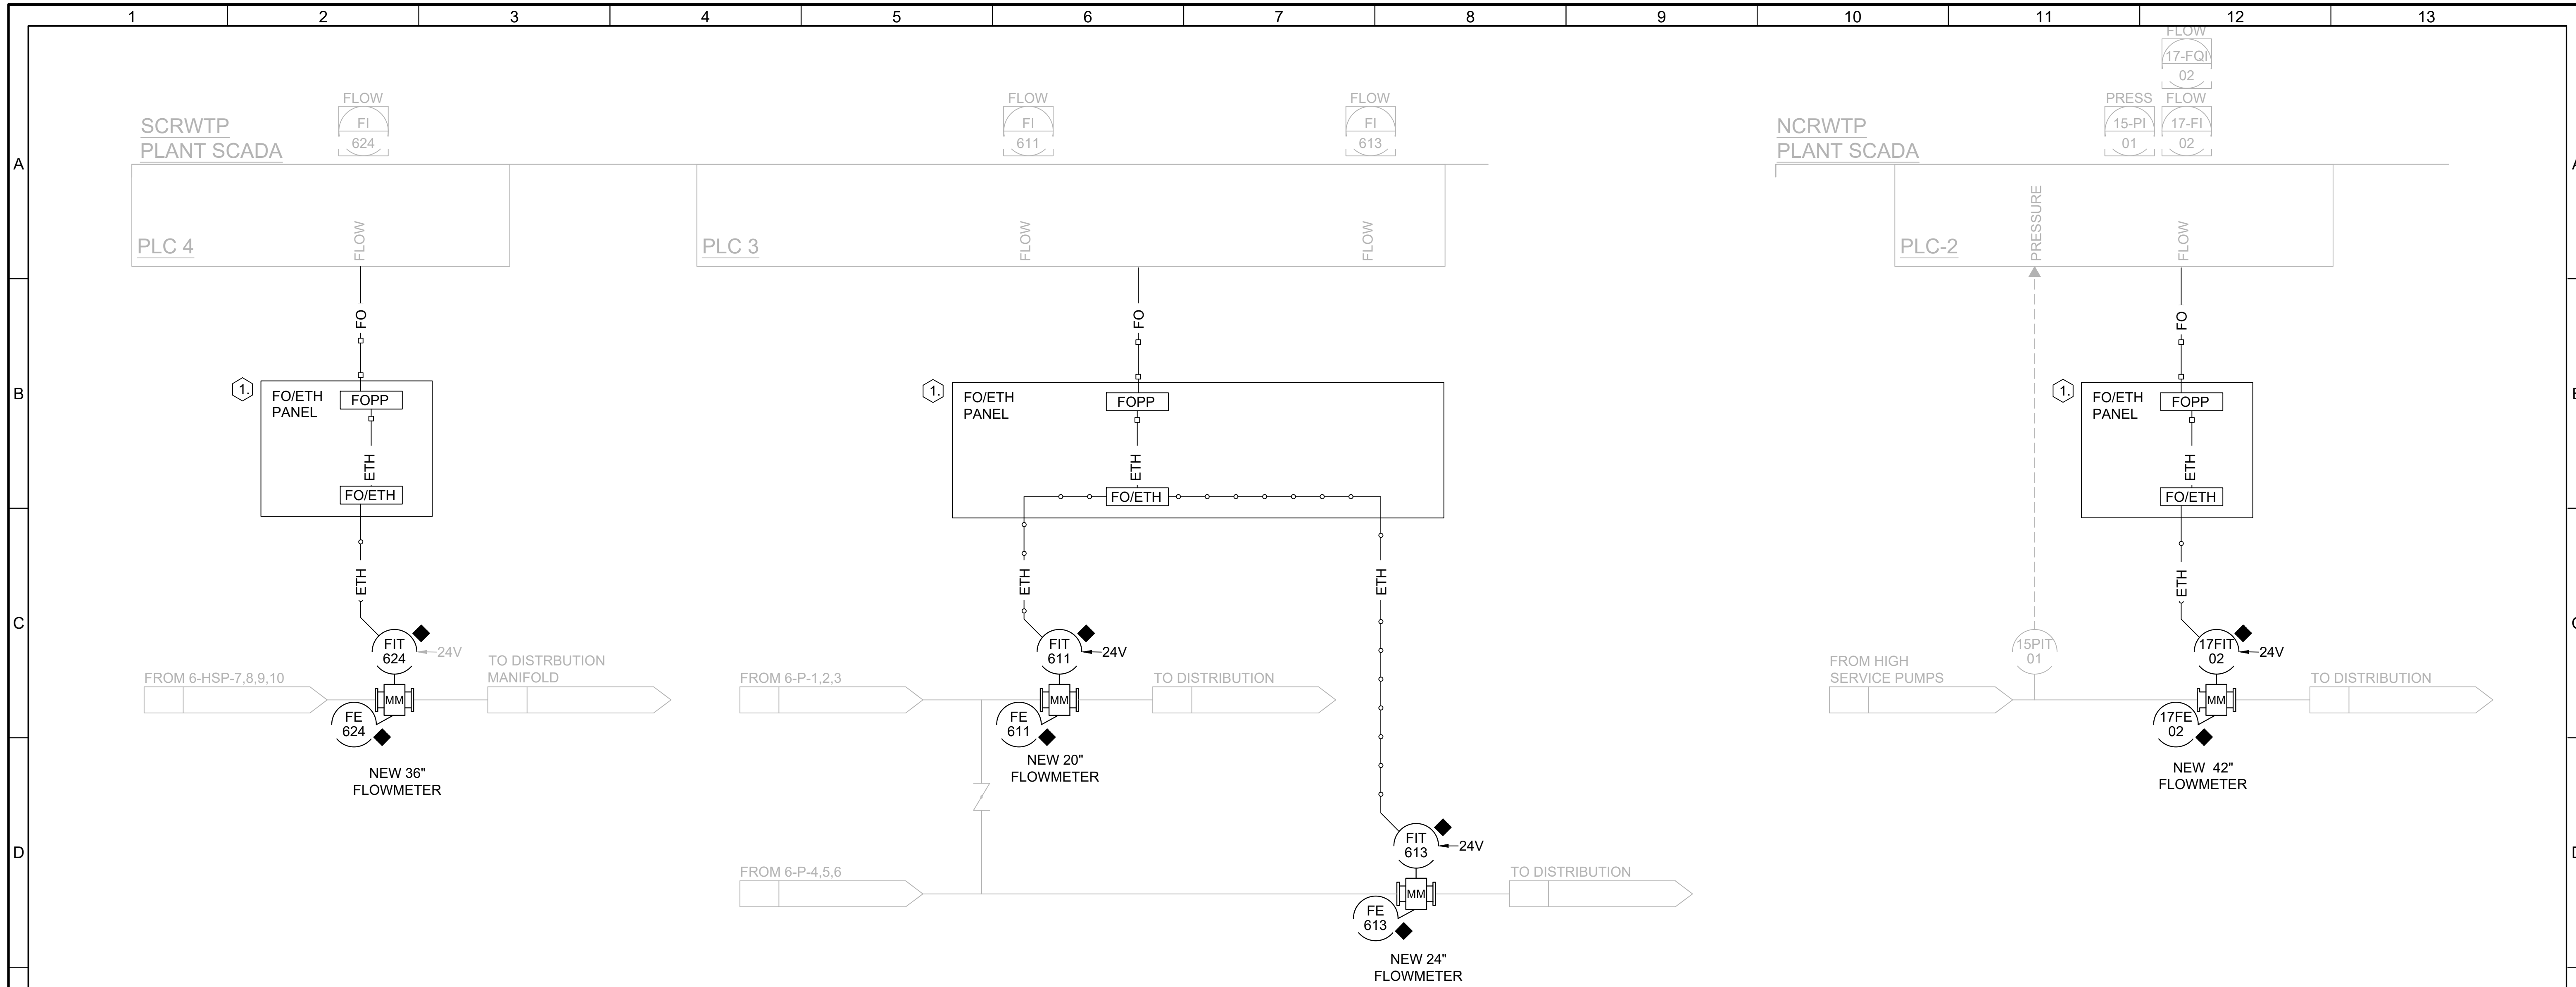 1 2 3 4 5 6 7 8 9 10 11 12 13
A
B
C
D
SCRWTP
PLANT SCADA
FLOW
FI
624
PLC 4
FLOW
FO
1.
FO/ETH
PANEL
FOPP
ETH
FO/ETH
ETH
FIT
624
24V
FROM 6-HSP-7,8,9,10
TO DISTRBUTION
MANIFOLD
MM
FE
624
NEW 36"
FLOWMETER
FLOW
FI
611
FLOW
FI
613
PLC 3
FLOW
FLOW
FO
1.
FO/ETH
PANEL
FOPP
ETH
FO/ETH
ETH
ETH
FIT
611
24V
FROM 6-P-1,2,3
TO DISTRIBUTION
MM
FE
611
NEW 20"
FLOWMETER
FIT
613
24V
FROM 6-P-4,5,6
TO DISTRIBUTION
MM
FE
613
NEW 24"
FLOWMETER
NCRWTP
PLANT SCADA
FLOW
17-FQI
02
PRESS
15-PI
01
FLOW
17-FI
02
PLC-2
PRESSURE
FLOW
FO
1.
FO/ETH
PANEL
FOPP
ETH
FO/ETH
ETH
15PIT
01
17FIT
02
24V
FROM HIGH
SERVICE PUMPS
TO DISTRIBUTION
MM
17FE
02
NEW 42"
FLOWMETER